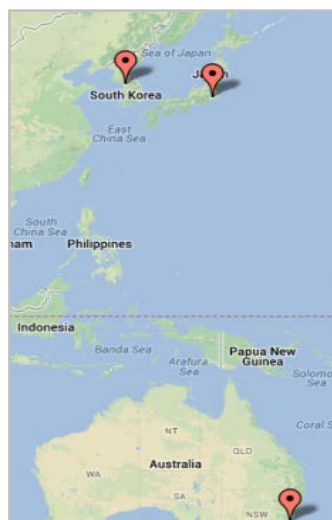 Sea of Japan
South Korea
East
China Sea
South
China Sea
nam
Philippines
Indonesia
Banda Sea
Arafura
Sea
Papua New
Guinea
Solomo
Sea
Coral S
NT
QLD
WA
Australia
SA
NSW